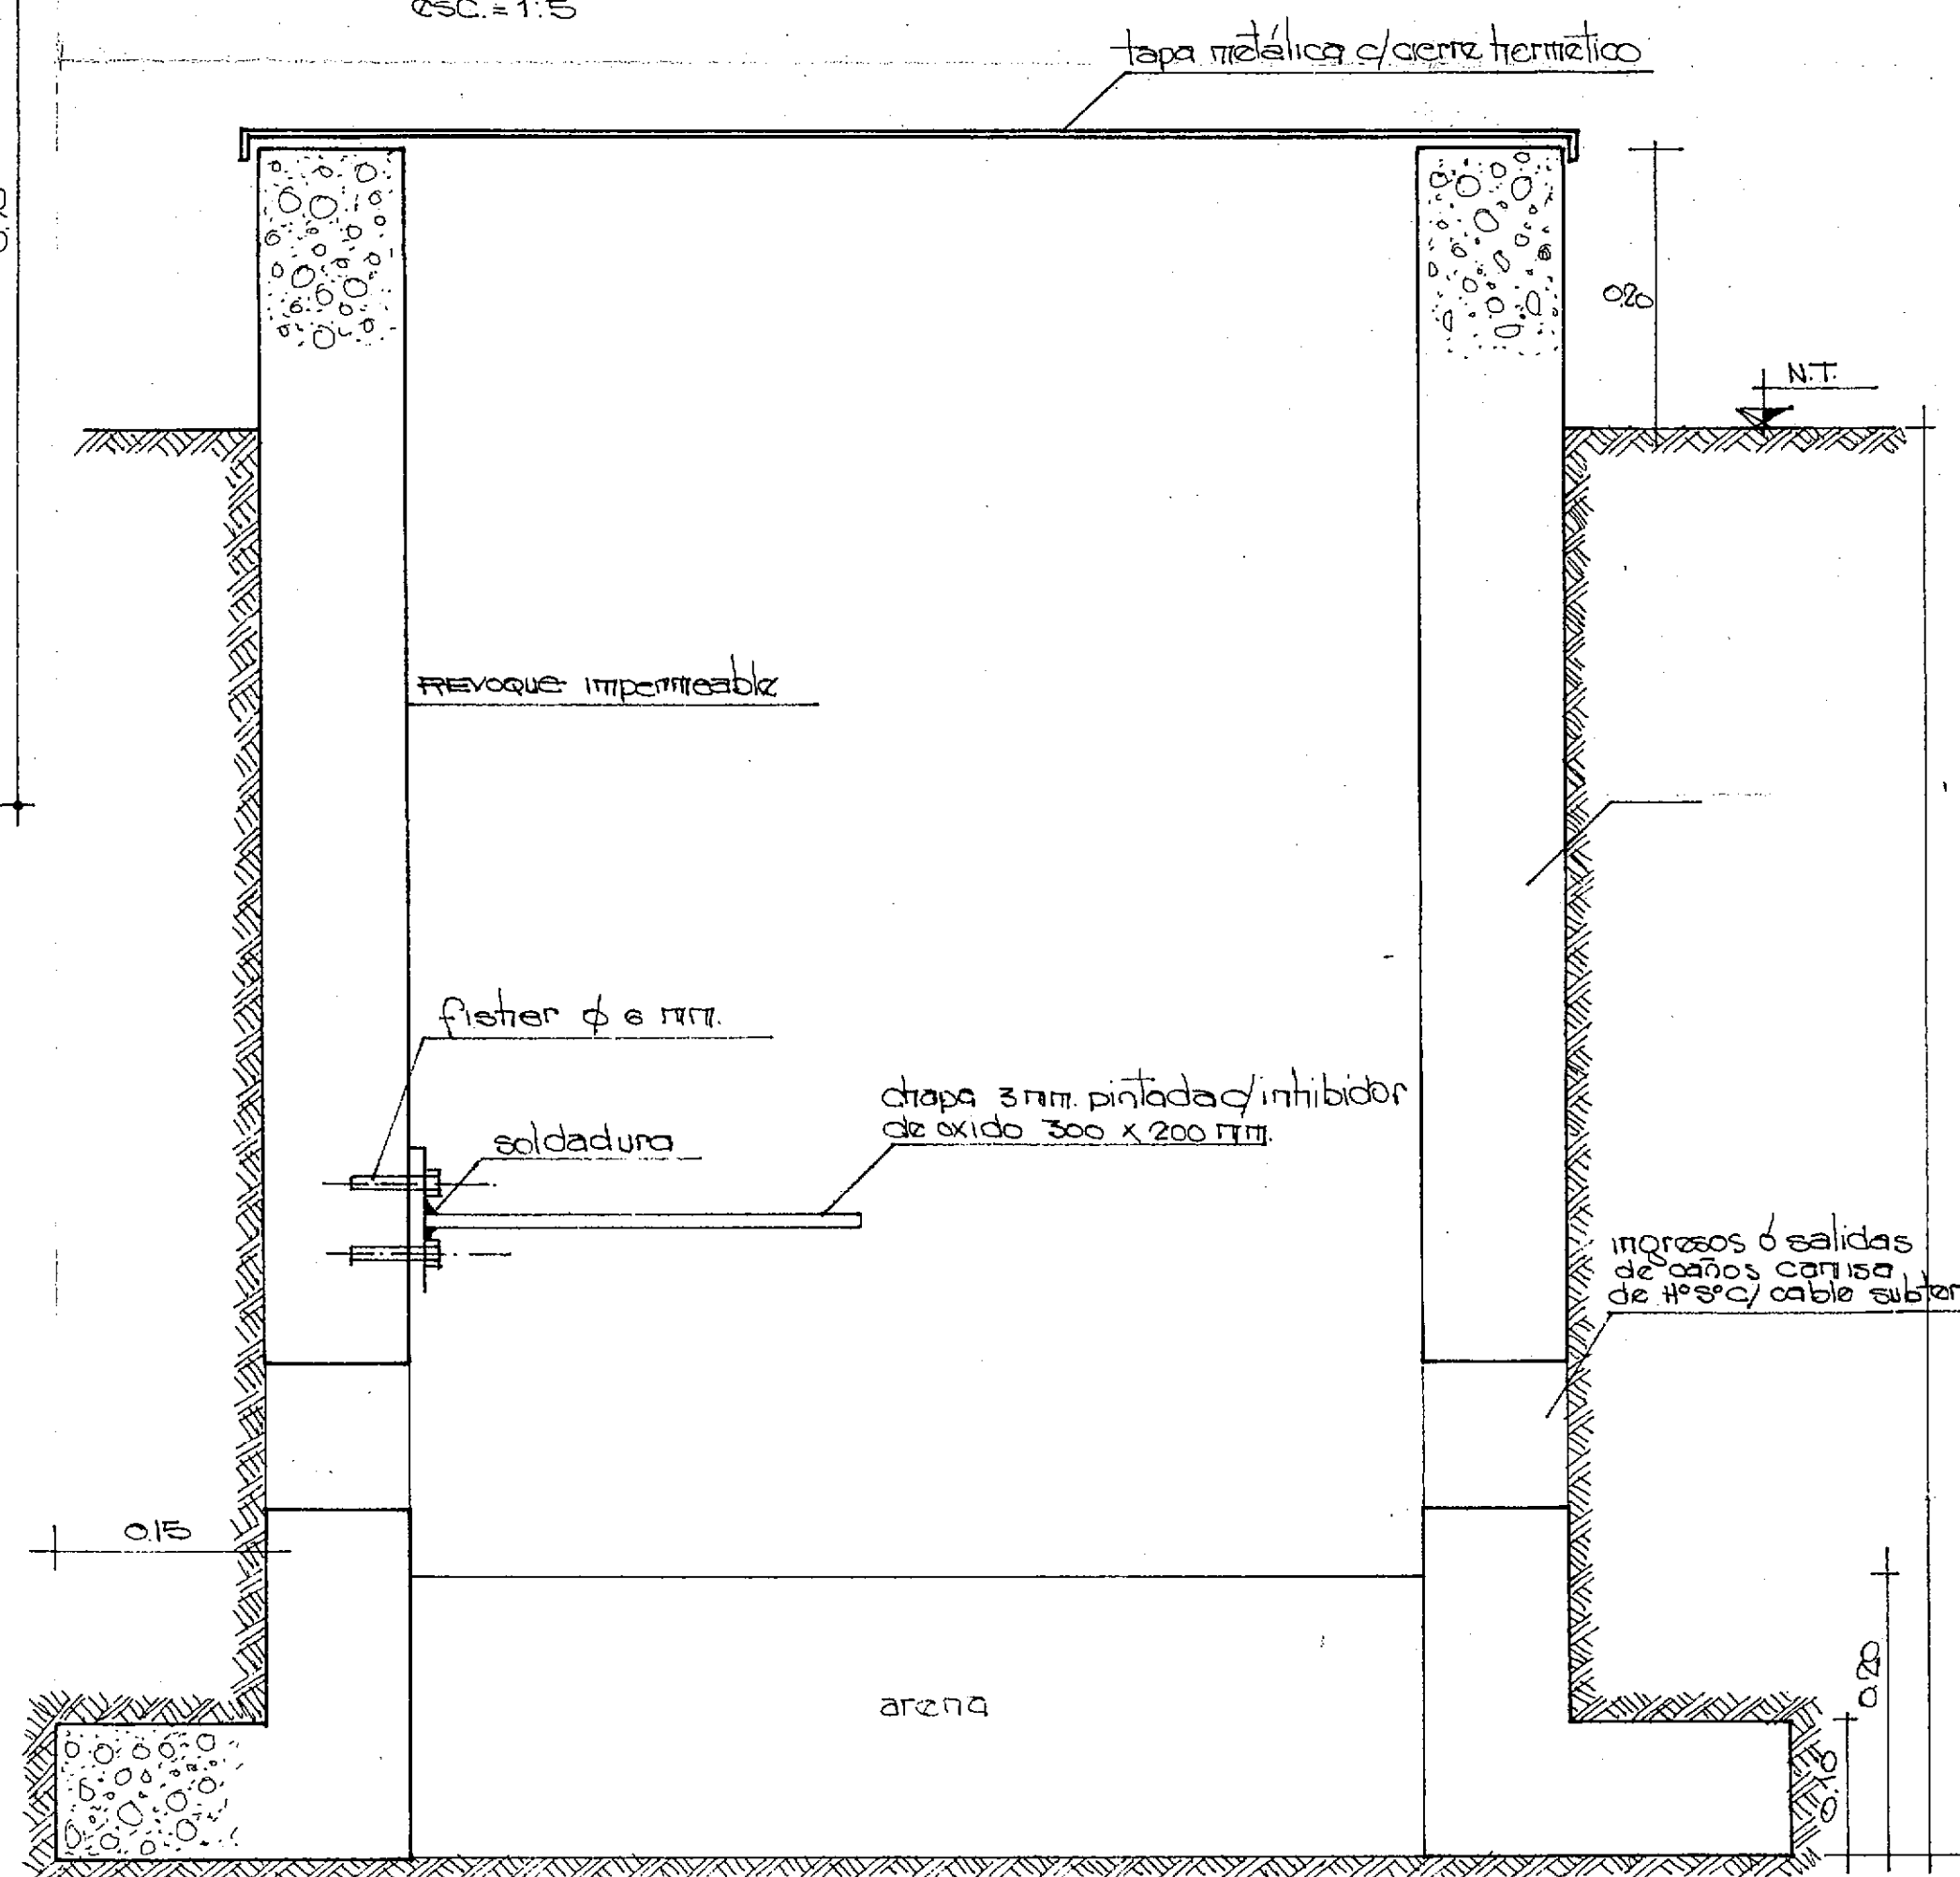 esc. = 1:5
tapa metálica c/cierre hermetico
0.20
N.T.
REVOQUE impermeable
fisher ϕ 6 mm.
chapa 3 mm. pintada c/inhibidor
de oxido 300 x 200 mm.
soldadura
ingresos ó salidas
de caños camisa
de HºSº C/ cable subter
0.15
0.20
arena
0.10